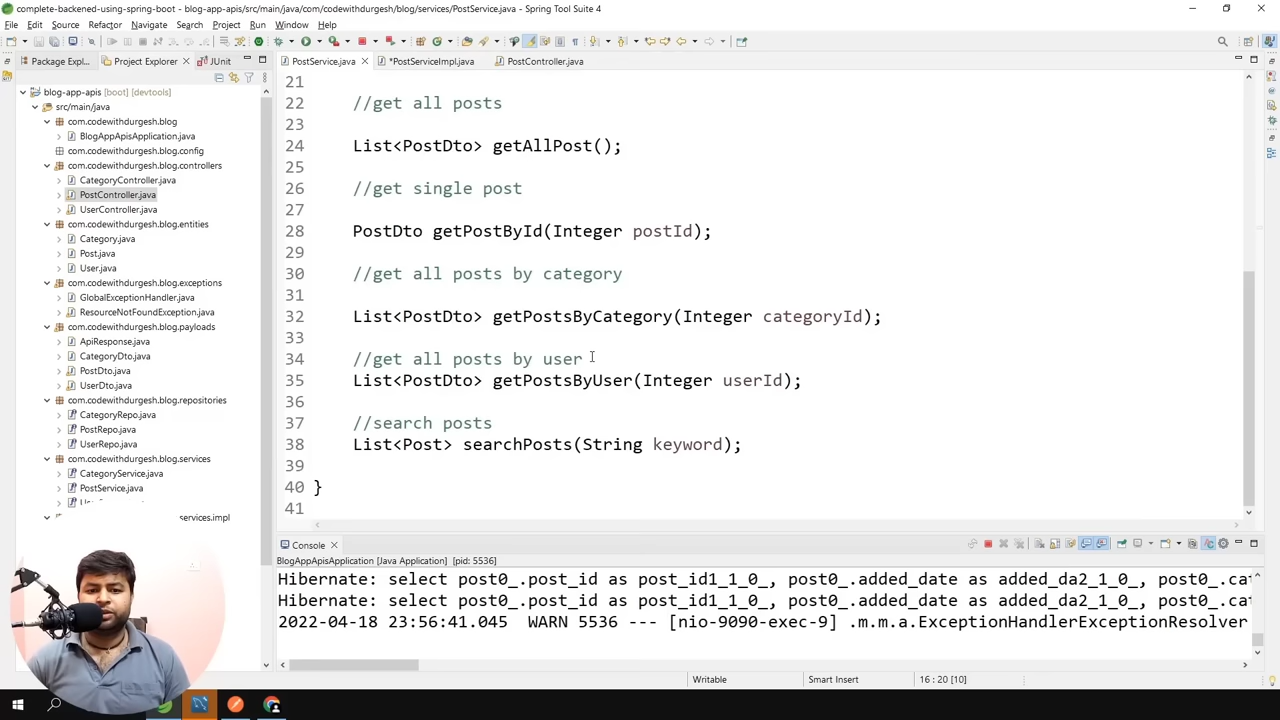 complete-backened-using-spring-boot - blog-app-apis/src/main/java/com/codewithdurgesh/blog/services/PostService.java - Spring Tool Suite 4
File Edit Source Refactor Navigate Search Project Run Window Help
Package Expl... Project Explorer JUnit
PostService.java *PostServiceImpl.java PostController.java
blog-app-apis [boot] [devtools]
src/main/java
com.codewithdurgesh.blog
BlogAppApisApplication.java
com.codewithdurgesh.blog.config
com.codewithdurgesh.blog.controllers
CategoryController.java
PostController.java
UserController.java
com.codewithdurgesh.blog.entities
Category.java
Post.java
User.java
com.codewithdurgesh.blog.exceptions
GlobalExceptionHandler.java
ResourceNotFoundException.java
com.codewithdurgesh.blog.payloads
ApiResponse.java
CategoryDto.java
PostDto.java
UserDto.java
com.codewithdurgesh.blog.repositories
CategoryRepo.java
PostRepo.java
UserRepo.java
com.codewithdurgesh.blog.services
CategoryService.java
PostService.java
services.impl
21
22 //get all posts
23
24 List<PostDto> getAllPost();
25
26 //get single post
27
28 PostDto getPostById(Integer postId);
29
30 //get all posts by category
31
32 List<PostDto> getPostsByCategory(Integer categoryId);
33
34 //get all posts by user
35 List<PostDto> getPostsByUser(Integer userId);
36
37 //search posts
38 List<Post> searchPosts(String keyword);
39
40 }
41
Console
BlogAppApisApplication [Java Application] [pid: 5536]
Hibernate: select post0_.post_id as post_id1_1_0_, post0_.added_date as added_da2_1_0_, post0_.cat
Hibernate: select post0_.post_id as post_id1_1_0_, post0_.added_date as added_da2_1_0_, post0_.cat
2022-04-18 23:56:41.045 WARN 5536 --- [nio-9090-exec-9] .m.m.a.ExceptionHandlerExceptionResolver
Writable Smart Insert 16 : 20 [10]